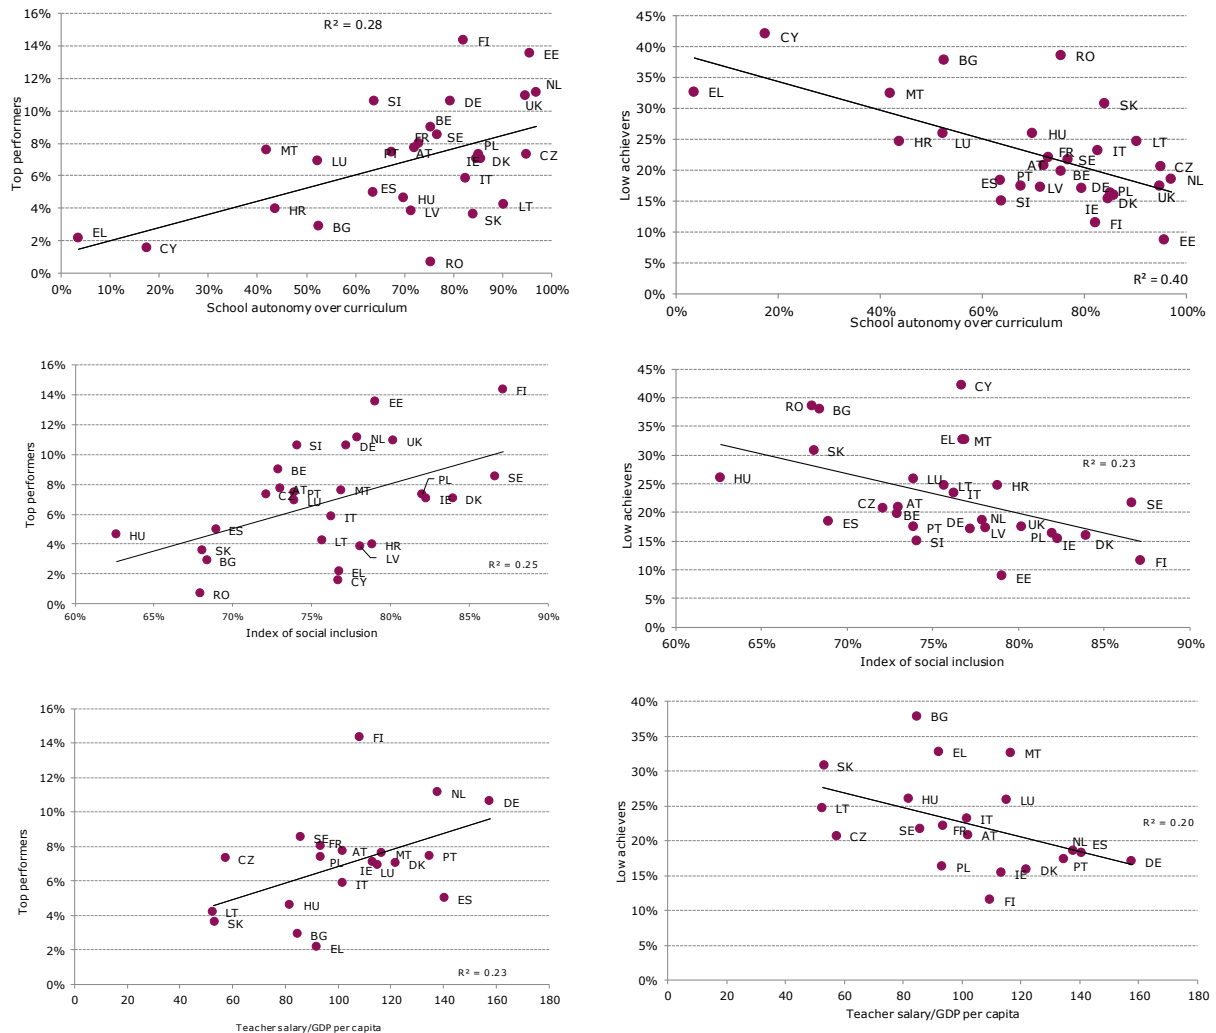 16%
R² = 0.28
14%
FI
EE
12%
NL
SI
DE
UK
10%
BE
FR
SE
8%
MT
LU
PT
AT
PL
IE
DK
CZ
6%
IT
ES
HU
4%
HR
LV
LT
SK
BG
2%
EL
CY
RO
0%
0% 10% 20% 30% 40% 50% 60% 70% 80% 90% 100%
School autonomy over curriculum
Top performers
45%
CY
40%
BG
RO
35%
EL
MT
SK
30%
25%
HR
LU
HU
FR
IT
LT
20%
AT
SE
CZ
ES
PT
BE
NL
LV
DE
PL
UK
15%
SI
IE
DK
FI
10%
EE
5%
R² = 0.40
0%
0% 20% 40% 60% 80% 100%
School autonomy over curriculum
Low achievers
16%
FI
14%
EE
12%
SI
NL
DE
UK
10%
BE
SE
8%
CZ
AT
PT
LU
MT
PL
IE
DK
6%
IT
HU
ES
4%
SK
BG
LT
HR
LV
R² = 0.25
2%
EL
CY
RO
0%
60% 65% 70% 75% 80% 85% 90%
Index of social inclusion
Top performers
45%
CY
40%
RO
BG
35%
EL
MT
30%
SK
R² = 0.23
25%
HU
LU
LT
IT
HR
20%
CZ
AT
SE
ES
BE
PT
DE
NL
LV
UK
PL
15%
SI
IE
DK
FI
10%
EE
5%
0%
60% 65% 70% 75% 80% 85% 90%
Index of social inclusion
Low achievers
16%
FI
14%
12%
NL
DE
10%
SE
FR
8%
CZ
PL
AT
MT
PT
IE
LU
DK
6%
IT
ES
HU
4%
LT
SK
BG
EL
2%
R² = 0.23
0%
0 20 40 60 80 100 120 140 160 180
Teacher salary/GDP per capita
Top performers
40%
BG
35%
EL
MT
30%
SK
25%
LT
HU
LU
IT
R² = 0.20
20%
CZ
SE
FR
AT
NL
ES
PL
IE
DK
PT
DE
15%
FI
10%
5%
0%
0 20 40 60 80 100 120 140 160 180
Teacher salary/GDP per capita
Low achievers